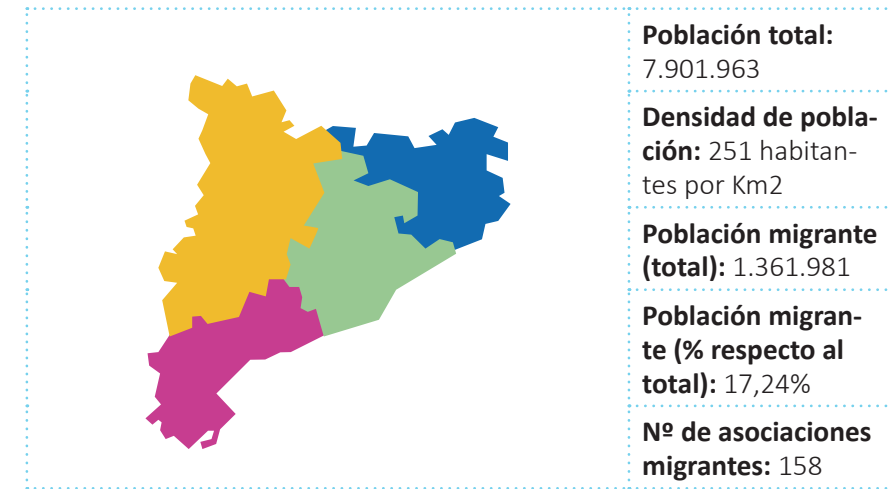 Población total:
7.901.963
Densidad de pobla-
ción: 251 habitan-
tes por Km2
Población migrante
(total): 1.361.981
Población migran-
te (% respecto al
total): 17,24%
Nº de asociaciones
migrantes: 158